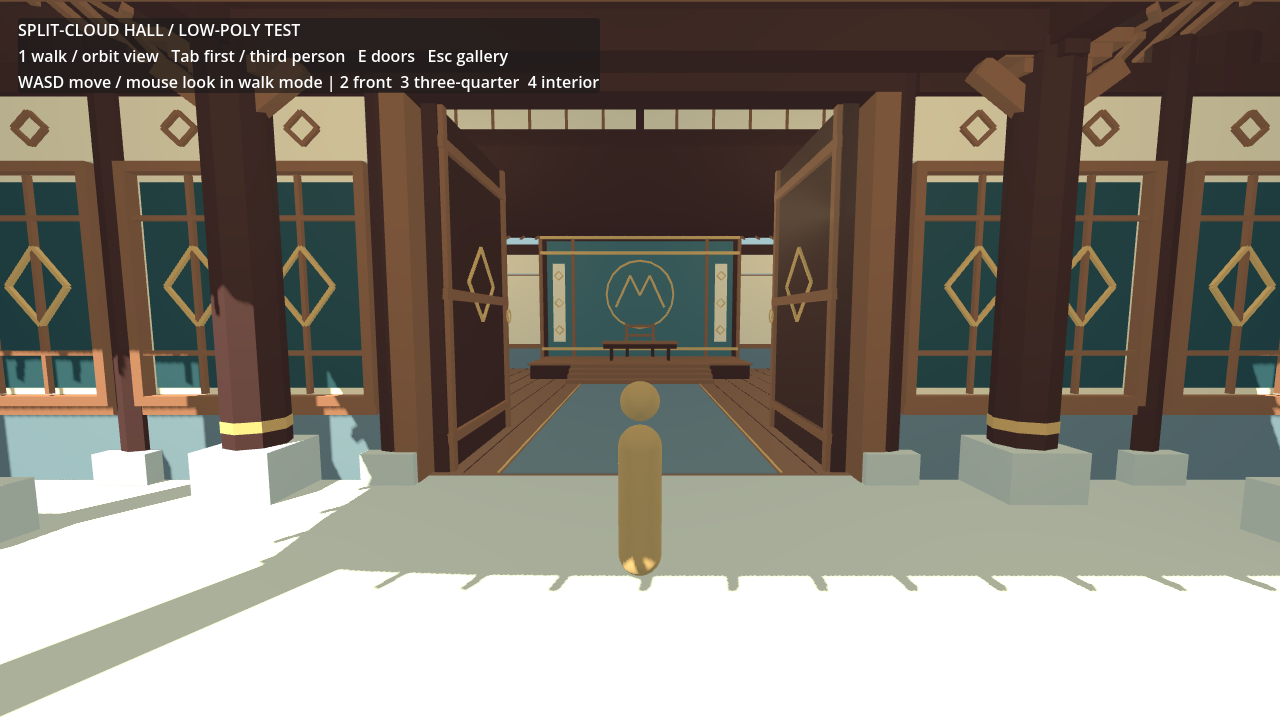 SPLIT-CLOUD HALL / LOW-POLY TEST
1 walk / orbit view   Tab first / third person   E doors   Esc gallery
WASD move / mouse look in walk mode | 2 front  3 three-quarter  4 interior